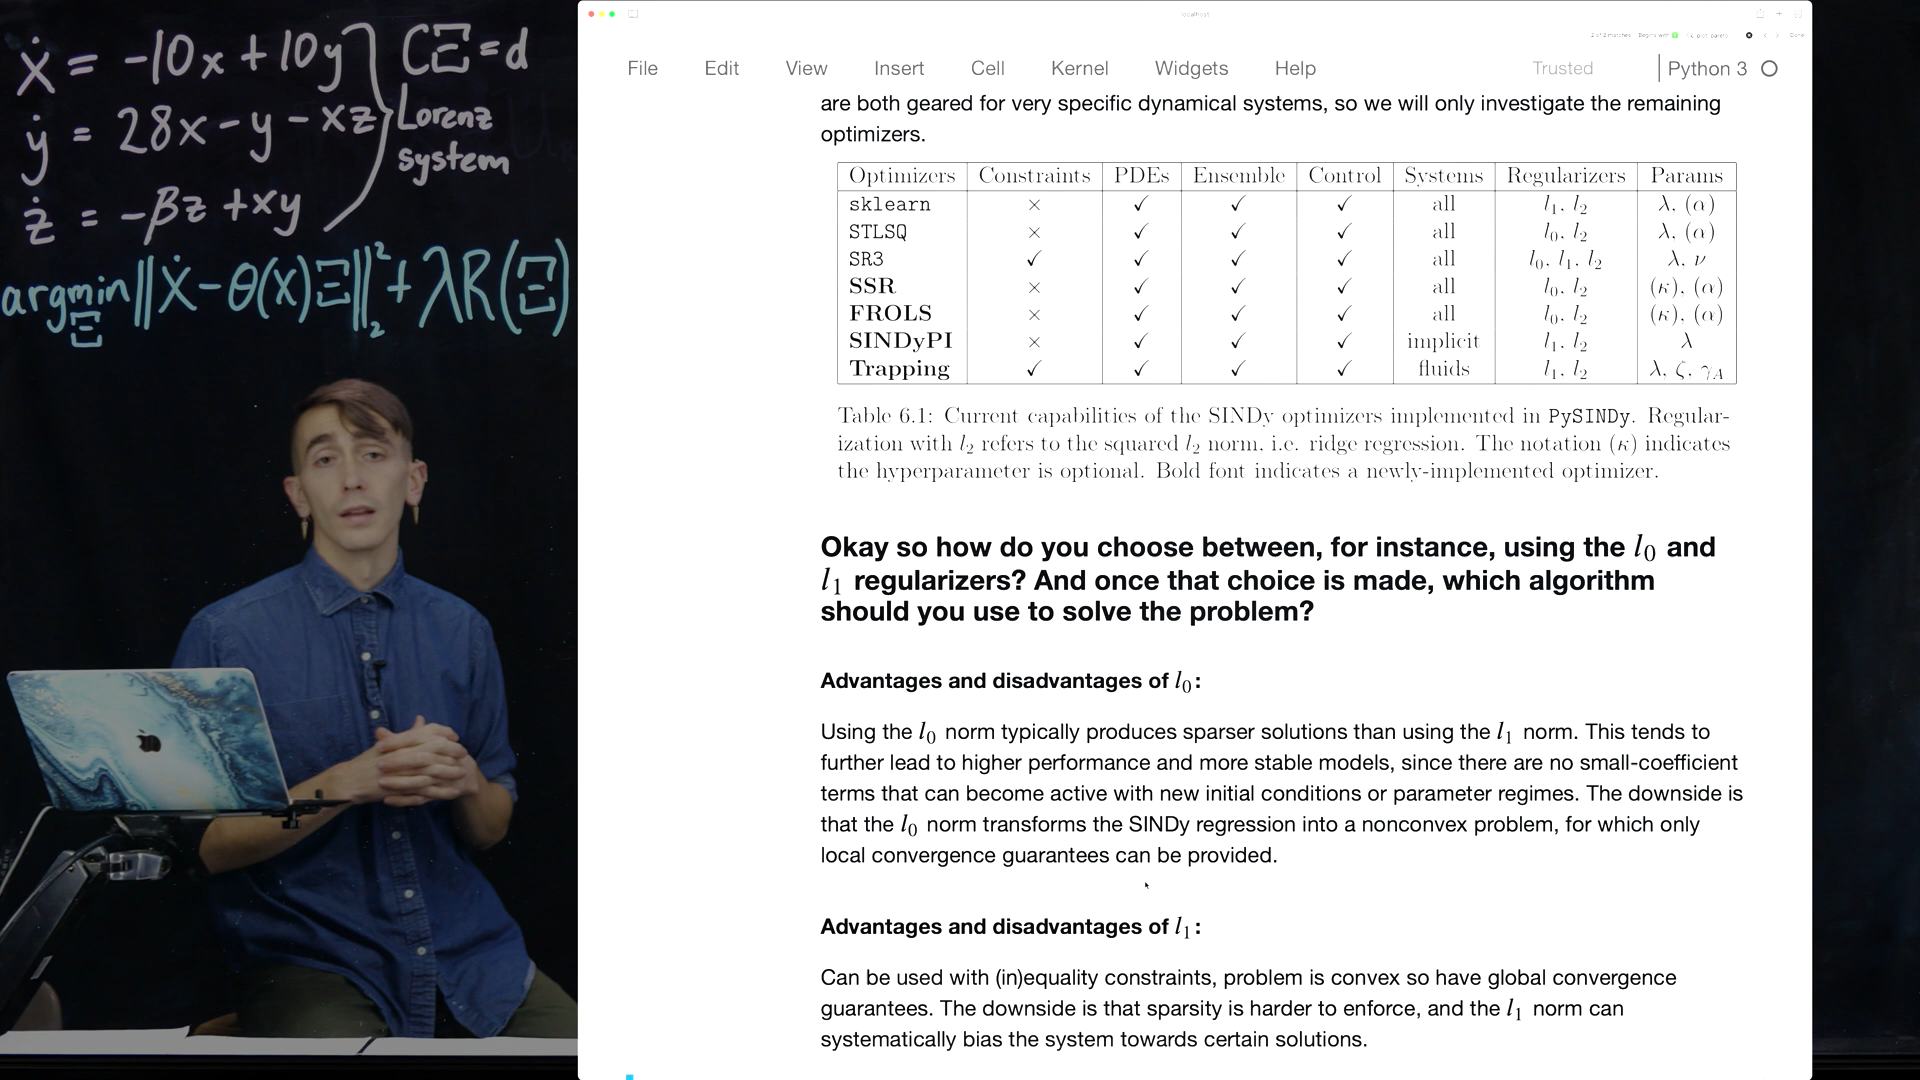 ẋ = -10x + 10y
CΞ = d
ẏ = 28x - y - xz
Lorenz
system
ż = -βz + xy
argmin ‖Ẋ - θ(X)Ξ‖₂² + λR(Ξ)
Ξ
localhost
2 of 2 matches Begins with Done
File Edit View Insert Cell Kernel Widgets Help Trusted Python 3
are both geared for very specific dynamical systems, so we will only investigate the remaining
optimizers.
Optimizers Constraints PDEs Ensemble Control Systems Regularizers Params
sklearn × ✓ ✓ ✓ all l₁, l₂ λ, (α)
STLSQ × ✓ ✓ ✓ all l₀, l₂ λ, (α)
SR3 ✓ ✓ ✓ ✓ all l₀, l₁, l₂ λ, ν
SSR × ✓ ✓ ✓ all l₀, l₂ (κ), (α)
FROLS × ✓ ✓ ✓ all l₀, l₂ (κ), (α)
SINDyPI × ✓ ✓ ✓ implicit l₁, l₂ λ
Trapping ✓ ✓ ✓ ✓ fluids l₁, l₂ λ, ζ, γ_A
Table 6.1: Current capabilities of the SINDy optimizers implemented in PySINDy. Regular-
ization with l₂ refers to the squared l₂ norm, i.e. ridge regression. The notation (κ) indicates
the hyperparameter is optional. Bold font indicates a newly-implemented optimizer.
Okay so how do you choose between, for instance, using the l₀ and
l₁ regularizers? And once that choice is made, which algorithm
should you use to solve the problem?
Advantages and disadvantages of l₀:
Using the l₀ norm typically produces sparser solutions than using the l₁ norm. This tends to
further lead to higher performance and more stable models, since there are no small-coefficient
terms that can become active with new initial conditions or parameter regimes. The downside is
that the l₀ norm transforms the SINDy regression into a nonconvex problem, for which only
local convergence guarantees can be provided.
Advantages and disadvantages of l₁:
Can be used with (in)equality constraints, problem is convex so have global convergence
guarantees. The downside is that sparsity is harder to enforce, and the l₁ norm can
systematically bias the system towards certain solutions.